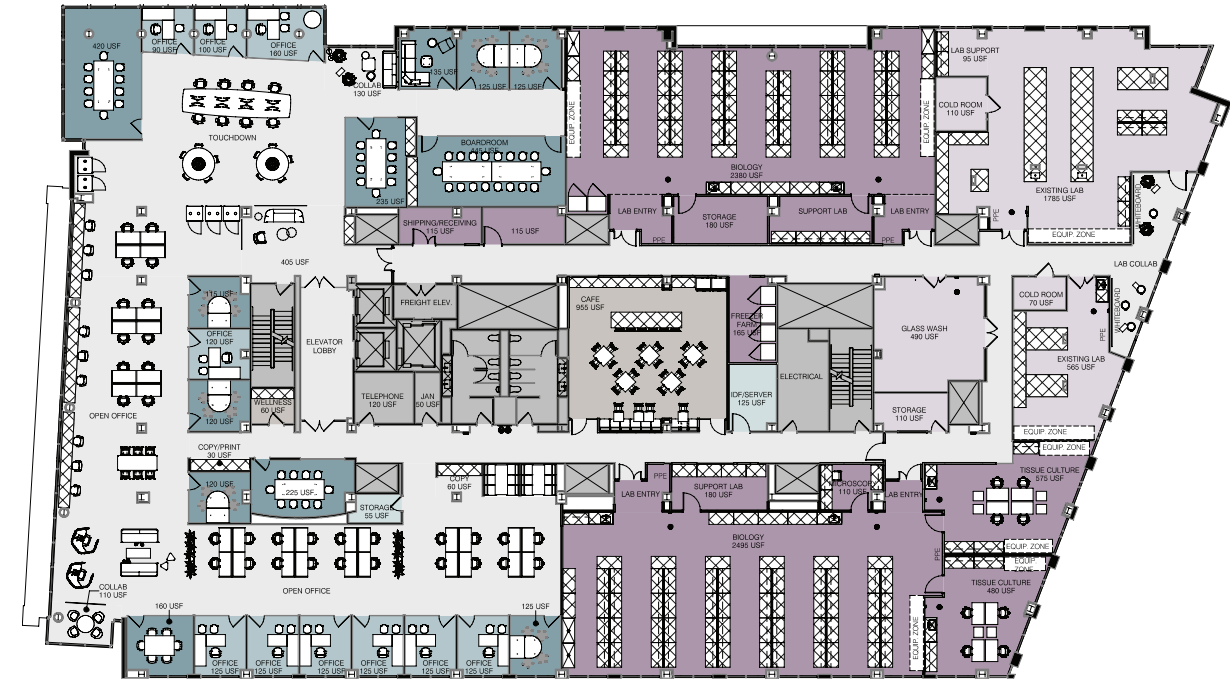 420 USF
OFFICE
90 USF
OFFICE
100 USF
OFFICE
160 USF
COLLAB
130 USF
135 USF
125 USF
125 USF
TOUCHDOWN
235 USF
BOARDROOM
EQUIP. ZONE
BIOLOGY
2380 USF
EQUIP. ZONE
LAB SUPPORT
95 USF
COLD ROOM
110 USF
EXISTING LAB
1785 USF
WHITEBOARD
PPE
EQUIP. ZONE
LAB COLLAB
SHIPPING/RECEIVING
115 USF
115 USF
LAB ENTRY
PPE
STORAGE
180 USF
SUPPORT LAB
LAB ENTRY
PPE
405 USF
115 USF
OFFICE
120 USF
120 USF
OPEN OFFICE
ELEVATOR
LOBBY
FREIGHT ELEV.
WELLNESS
60 USF
TELEPHONE
120 USF
JAN
50 USF
CAFE
955 USF
FREEZER
FARM
165 USF
IDF/SERVER
125 USF
ELECTRICAL
GLASS WASH
490 USF
STORAGE
110 USF
COLD ROOM
70 USF
PPE
WHITEBOARD
EXISTING LAB
565 USF
EQUIP. ZONE
EQUIP. ZONE
COPY/PRINT
30 USF
120 USF
225 USF
STORAGE
55 USF
COPY
60 USF
LAB ENTRY
PPE
SUPPORT LAB
180 USF
110 USF
LAB ENTRY
TISSUE CULTURE
575 USF
BIOLOGY
2495 USF
PPE
EQUIP. ZONE
EQUIP.
ZONE
TISSUE CULTURE
480 USF
EQUIP. ZONE
COLLAB
110 USF
OPEN OFFICE
160 USF
125 USF
OFFICE
125 USF
OFFICE
125 USF
OFFICE
125 USF
OFFICE
125 USF
OFFICE
125 USF
OFFICE
125 USF